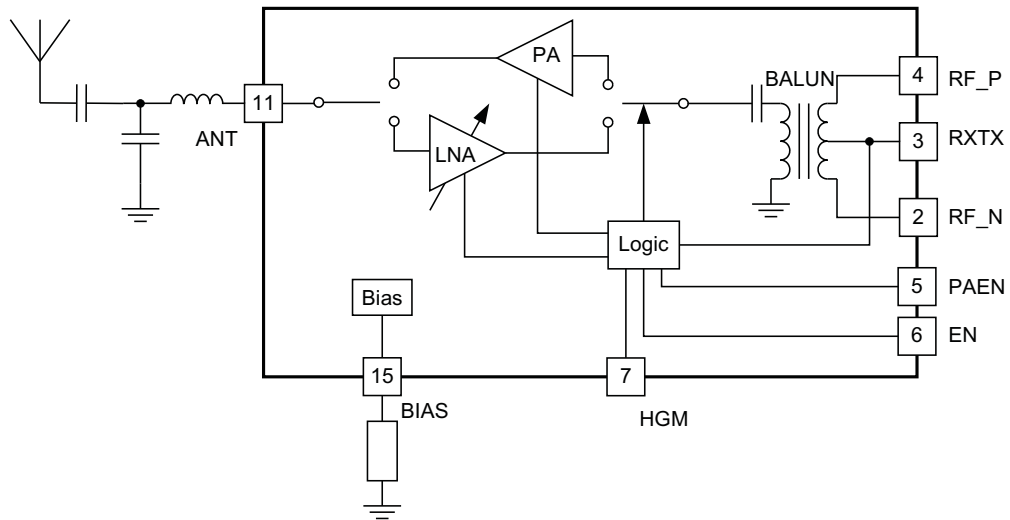 PA
BALUN
4 RF_P
11
ANT
LNA
3 RXTX
2 RF_N
Logic
Bias
5 PAEN
6 EN
15
7
BIAS
HGM